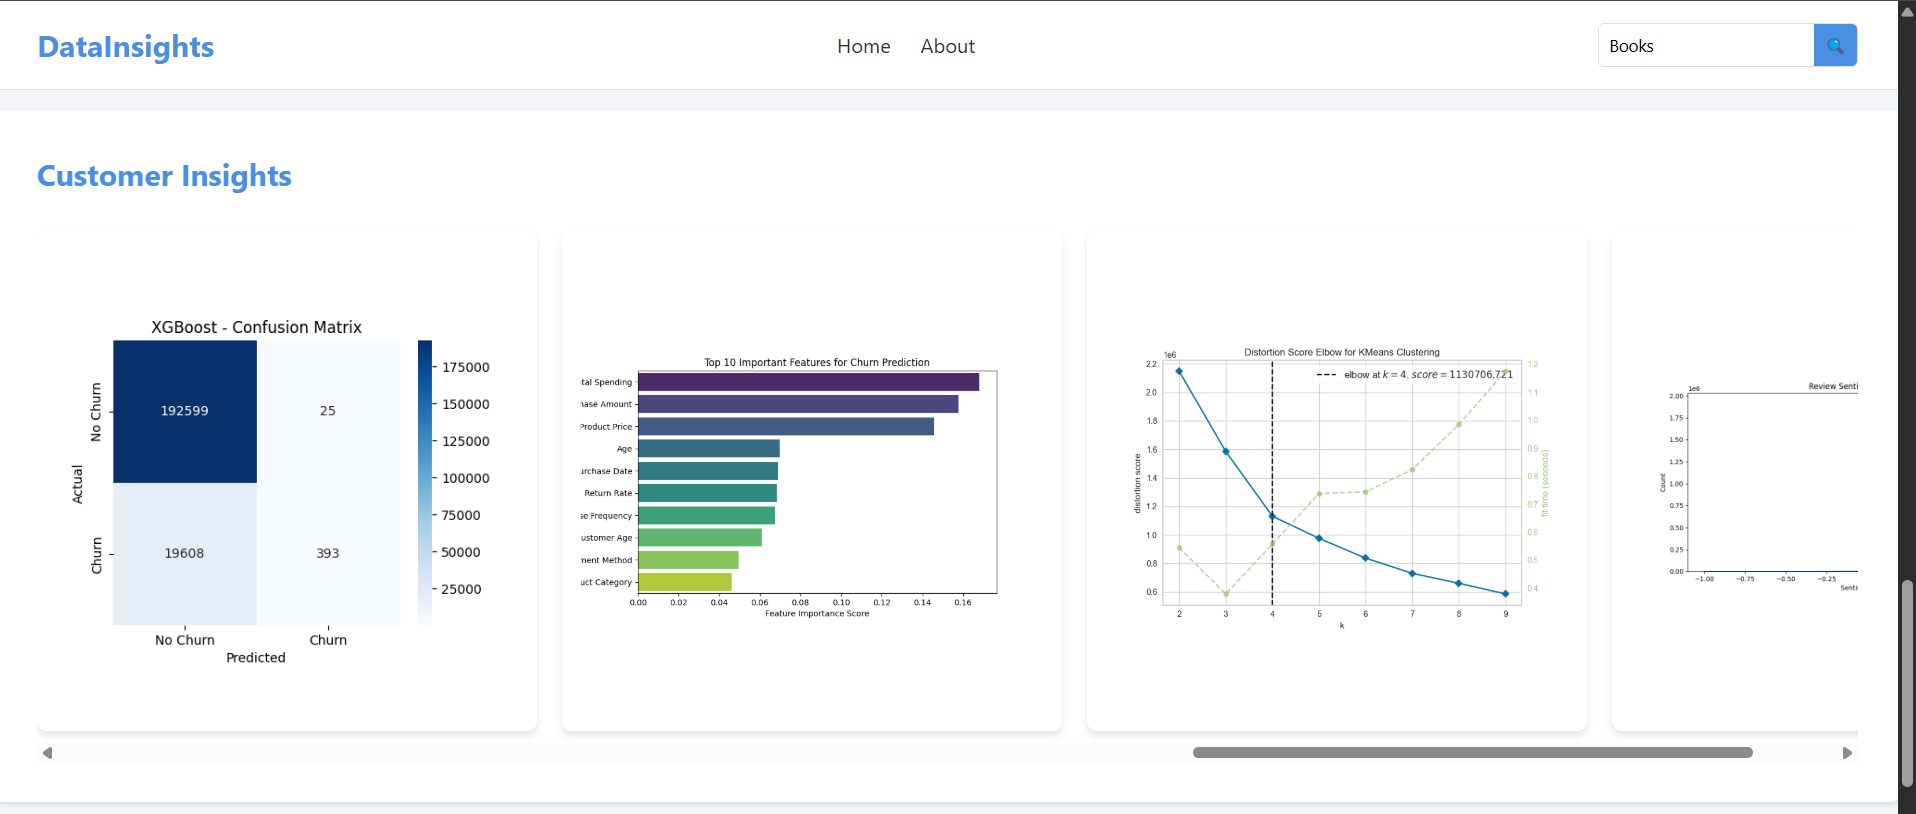 DataInsights
Home
About
Books
Customer Insights
XGBoost - Confusion Matrix
Actual
No Churn
Churn
192599
25
19608
393
No Churn
Churn
Predicted
175000
150000
125000
100000
75000
50000
25000
Top 10 Important Features for Churn Prediction
tal Spending
hase Amount
Product Price
Age
urchase Date
Return Rate
se Frequency
ustomer Age
ment Method
uct Category
0.00 0.02 0.04 0.06 0.08 0.10 0.12 0.14 0.16
Feature Importance Score
Distortion Score Elbow for KMeans Clustering
1e6
elbow at k = 4, score = 1130706.721
distortion score
2.2
2.0
1.8
1.6
1.4
1.2
1.0
0.8
0.6
2 3 4 5 6 7 8 9
k
1.2
1.1
1.0
0.9
0.8
0.7
0.6
0.5
0.4
fit time (seconds)
Review Senti
1e6
Count
2.00
1.75
1.50
1.25
1.00
0.75
0.50
0.25
0.00
−1.00 −0.75 −0.50 −0.25
Senti